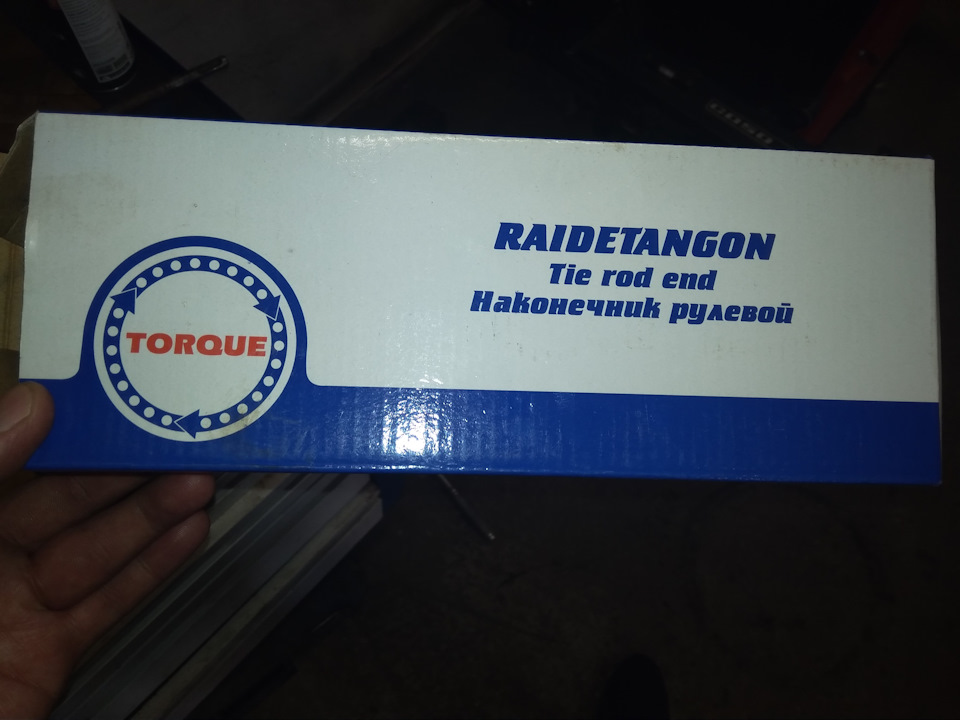 RAIDETANGON
Tie rod end
Наконечник рулевой
TORQUE